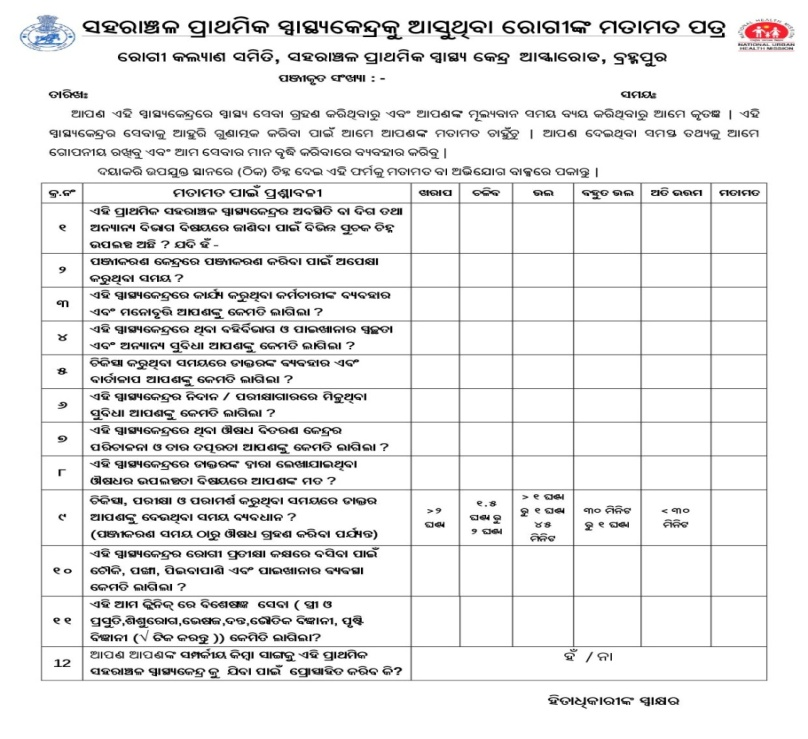 ସହରାଞ୍ଚଳ ପ୍ରାଥମିକ ସ୍ୱାସ୍ଥ୍ୟକେନ୍ଦ୍ରକୁ ଆସୁଥିବା ରୋଗୀଙ୍କ ମତାମତ ପତ୍ର
NATIONAL URBAN
HEALTH MISSION
ରୋଗୀ କଲ୍ୟାଣ ସମିତି, ସହରାଞ୍ଚଳ ପ୍ରାଥମିକ ସ୍ୱାସ୍ଥ୍ୟ କେନ୍ଦ୍ର ଆସ୍କାରୋଡ, ବ୍ରହ୍ମପୁର
ପଞ୍ଜୀକୃତ ସଂଖ୍ୟା : -
ତାରିଖଃ ସମୟଃ
ଆପଣ ଏହି ସ୍ୱାସ୍ଥ୍ୟକେନ୍ଦ୍ରରେ ସ୍ୱାସ୍ଥ୍ୟ ସେବା ଗ୍ରହଣ କରିଥିବାରୁ ଏବଂ ଆପଣଙ୍କ ମୂଲ୍ୟବାନ ସମୟ ବ୍ୟୟ କରିଥିବାରୁ ଆମେ କୃତଜ୍ଞ | ଏହି
ସ୍ୱାସ୍ଥ୍ୟକେନ୍ଦ୍ରର ସେବାକୁ ଆହୁରି ଗୁଣାତ୍ମକ କରିବା ପାଇଁ ଆମେ ଆପଣଙ୍କ ମତାମତ ଚାହୁଁଚୁ | ଆପଣ ଦେଇଥିବା ସମସ୍ତ ତଥ୍ୟକୁ ଆମେ
ଗୋପନୀୟ ରଖିବୁ ଏବଂ ଆମ ସେବାର ମାନ ବୃଦ୍ଧି କରିବାରେ ବ୍ୟବହାର କରିବୁ |
ଦୟାକରି ଉପଯୁକ୍ତ ସ୍ଥାନରେ (ଠିକ) ଚିହ୍ନ ଦେଇ ଏହି ଫର୍ମକୁ ମତାମତ ବା ଅଭିଯୋଗ ବାକ୍ସରେ ପକାନ୍ତୁ |
କ୍ର.ନଂ ମତାମତ ପାଇଁ ପ୍ରଶ୍ନାବଳୀ ଖରାପ ଚଳିବ ଭଲ ବହୁତ ଭଲ ଅତି ଉତ୍ତମ ମତାମତ
୧ ଏହି ପ୍ରାଥମିକ ସହରାଞ୍ଚଳ ସ୍ୱାସ୍ଥ୍ୟକେନ୍ଦ୍ରର ଅବସ୍ଥିତି ବା ଦିଗ ତଥା
ଅନ୍ୟାନ୍ୟ ବିଭାଗ ବିଷୟରେ ଜାଣିବା ପାଇଁ ବିଭିନ୍ନ ସୁଚକ ଚିହ୍ନ
ଉପଲବ୍ଧ ଅଛି ? ଯଦି ହଁ -
୨ ପଞ୍ଜୀକରଣ କେନ୍ଦ୍ରରେ ପଞ୍ଜୀକରଣ କରିବା ପାଇଁ ଅପେକ୍ଷା
କରୁଥିବା ସମୟ ?
୩ ଏହି ସ୍ୱାସ୍ଥ୍ୟକେନ୍ଦ୍ରରେ କାର୍ଯ୍ୟ କରୁଥିବା କର୍ମଚାରୀଙ୍କ ବ୍ୟବହାର
ଏବଂ ମନୋବୃତ୍ତି ଆପଣଙ୍କୁ କେମତି ଲାଗିଲା ?
୪ ଏହି ସ୍ୱାସ୍ଥ୍ୟକେନ୍ଦ୍ରରେ ଥିବା ବହିର୍ବିଭାଗ ଓ ପାଇଖାନାର ସ୍ୱଚ୍ଛତା
ଏବଂ ଅନ୍ୟାନ୍ୟ ସୁବିଧା ଆପଣଙ୍କୁ କେମତି ଲାଗିଲା ?
୫ ଚିକିତ୍ସା କରୁଥିବା ସମୟରେ ଡାକ୍ତରଙ୍କ ବ୍ୟବହାର ଏବଂ
ବାର୍ତାଳାପ ଆପଣଙ୍କୁ କେମତି ଲାଗିଲା ?
୬ ଏହି ସ୍ୱାସ୍ଥ୍ୟକେନ୍ଦ୍ରର ନିଦାନ / ପରୀକ୍ଷାଗାରରେ ମିଳୁଥିବା
ସୁବିଧା ଆପଣଙ୍କୁ କେମତି ଲାଗିଲା ?
୭ ଏହି ସ୍ୱାସ୍ଥ୍ୟକେନ୍ଦ୍ରରେ ଥିବା ଔଷଧ ବିତରଣ କେନ୍ଦ୍ରର
ପରିଚାଳନା ଓ ତାର ତତ୍ପରତା ଆପଣଙ୍କୁ କେମତି ଲାଗିଲା ?
୮ ଏହି ସ୍ୱାସ୍ଥ୍ୟକେନ୍ଦ୍ରରେ ଡାକ୍ତରଙ୍କ ଦ୍ୱାରା ଲେଖାଯାଇଥିବା
ଔଷଧର ଉପଲବ୍ଧତା ବିଷୟରେ ଆପଣଙ୍କ ମତ ?
୯ ଚିକିତ୍ସା, ପରୀକ୍ଷା ଓ ପରାମର୍ଶ କରୁଥିବା ସମୟରେ ଡାକ୍ତର
ଆପଣଙ୍କୁ ଦେଉଥିବା ସମୟ ବ୍ୟବଧାନ ?
(ପଞ୍ଜୀକରଣ ସମୟ ଠାରୁ ଔଷଧ ଗ୍ରହଣ କରିବା ପର୍ଯ୍ୟନ୍ତ)
>୨
ଘଣ୍ଟା
୧.୫
ଘଣ୍ଟା ରୁ
୨ ଘଣ୍ଟା
> ୧ ଘଣ୍ଟା
ରୁ ୧ ଘଣ୍ଟା
୪୫
ମିନିଟ
୩୦ ମିନିଟ
ରୁ ୧ ଘଣ୍ଟା
< ୩୦
ମିନିଟ
୧୦ ଏହି ସ୍ୱାସ୍ଥ୍ୟକେନ୍ଦ୍ରର ରୋଗୀ ପ୍ରତୀକ୍ଷା କକ୍ଷରେ ବସିବା ପାଇଁ
ଚୌକି, ପଙ୍ଖା, ପିଇବାପାଣି ଏବଂ ପାଇଖାନାର ବ୍ୟବସ୍ଥା
କେମତି ଲାଗିଲା ?
୧୧ ଏହି ଆମ କ୍ଲିନିକ୍ ରେ ବିଶେଷଜ୍ଞ ସେବା ( ସ୍ତ୍ରୀ ଓ
ପ୍ରସୁତି,ଶିଶୁରୋଗ,ଭେଷଜ,ଦନ୍ତ,ଭୌତିକ ବିଜ୍ଞାନୀ, ପୃଷ୍ଟି
ବିଜ୍ଞାନୀ (√ ଟିକ କରନ୍ତୁ )) କେମିତି ଲାଗିଲା?
12 ଆପଣ ଆପଣଙ୍କ ସମ୍ପର୍କୀୟ କିମ୍ବା ସାଙ୍ଗକୁ ଏହି ପ୍ରାଥମିକ
ସହରାଞ୍ଚଳ ସ୍ୱାସ୍ଥ୍ୟକେନ୍ଦ୍ର କୁ ଯିବା ପାଇଁ ପ୍ରୋତ୍ସାହିତ କରିବ କି?
ହଁ / ନା
ହିତାଧିକାରୀଙ୍କ ସ୍ୱାକ୍ଷର